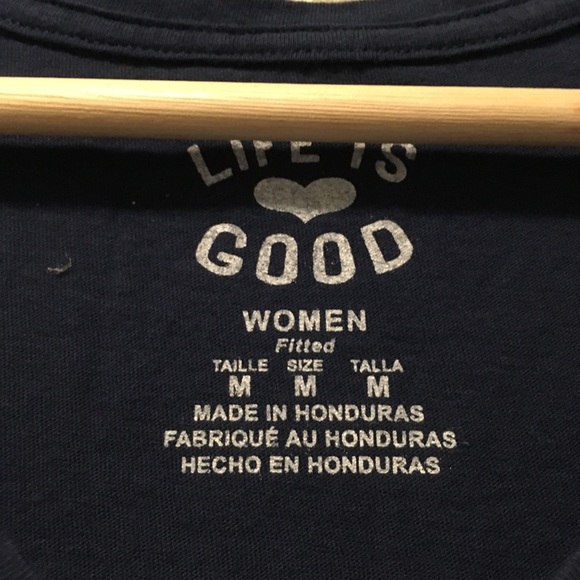 LIFE IS
GOOD
WOMEN
Fitted
TAILLE SIZE TALLA
M M M
MADE IN HONDURAS
FABRIQUÉ AU HONDURAS
HECHO EN HONDURAS